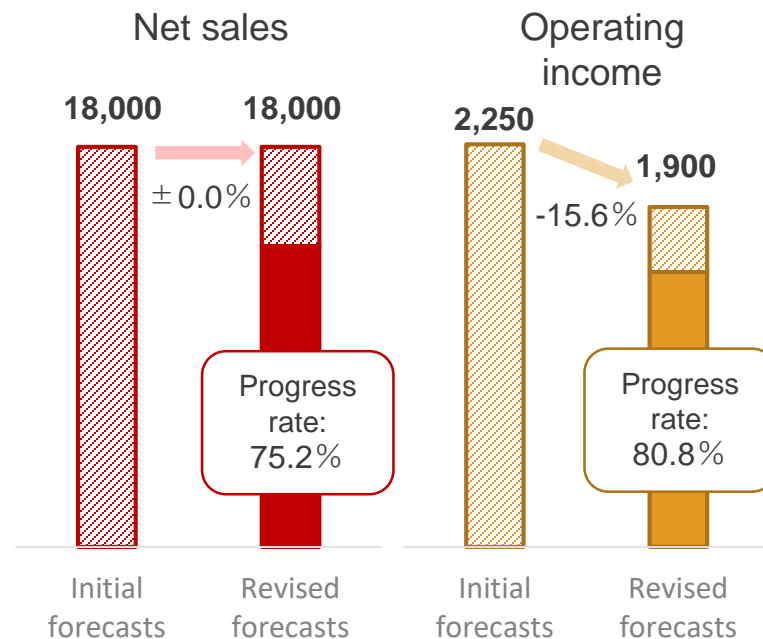 Net sales
18,000
18,000
±0.0%
Progress
rate:
75.2%
Initial
forecasts
Revised
forecasts
Operating
income
2,250
1,900
-15.6%
Progress
rate:
80.8%
Initial
forecasts
Revised
forecasts